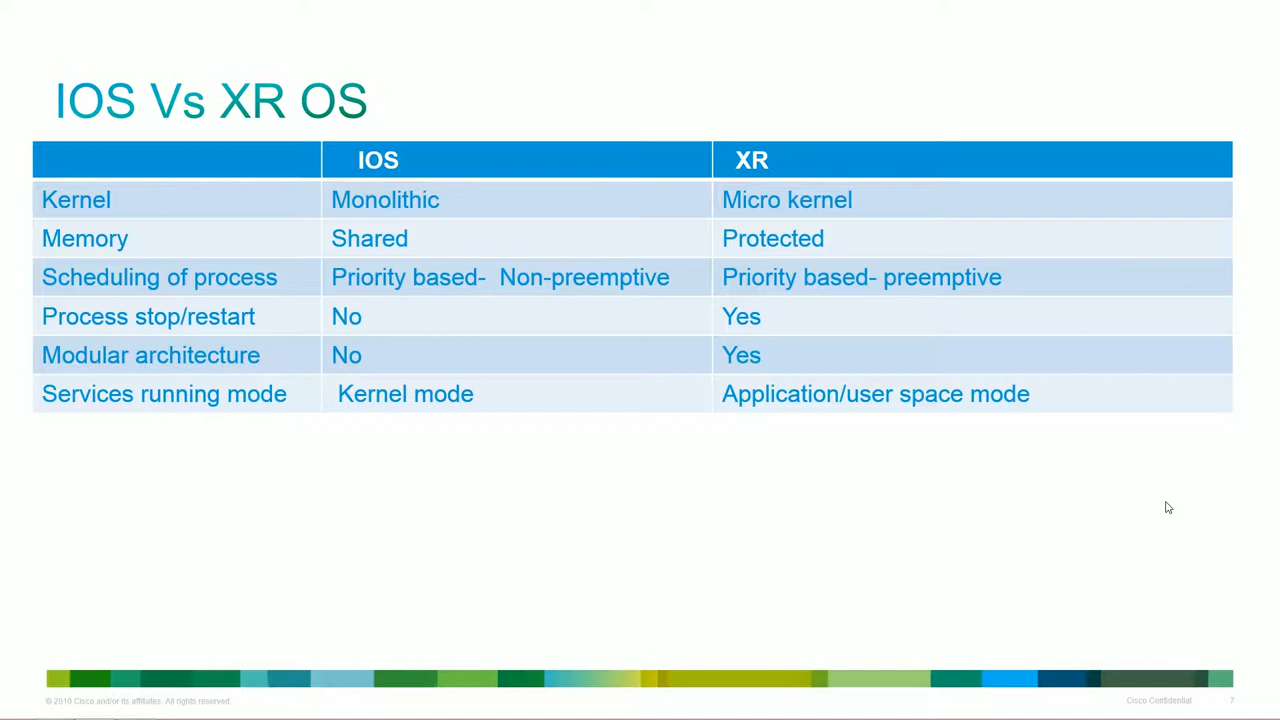 IOS Vs XR OS
IOS XR
Kernel Monolithic Micro kernel
Memory Shared Protected
Scheduling of process Priority based- Non-preemptive Priority based- preemptive
Process stop/restart No Yes
Modular architecture No Yes
Services running mode Kernel mode Application/user space mode
© 2010 Cisco and/or its affiliates. All rights reserved. Cisco Confidential 7